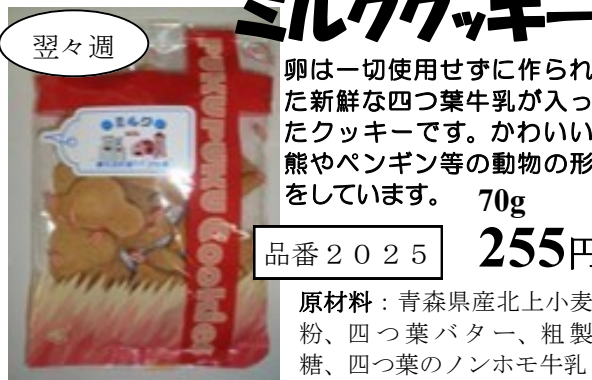 ミルククッキー
翌々週
卵は一切使用せずに作られ
た新鮮な四つ葉牛乳が入っ
たクッキーです。かわいい
熊やペンギン等の動物の形
をしています。 70g
品番２０２５ 255円
原材料：青森県産北上小麦
粉、四つ葉バター、粗製
糖、四つ葉のノンホモ牛乳
PUKUPUKU Cookies
ミルク